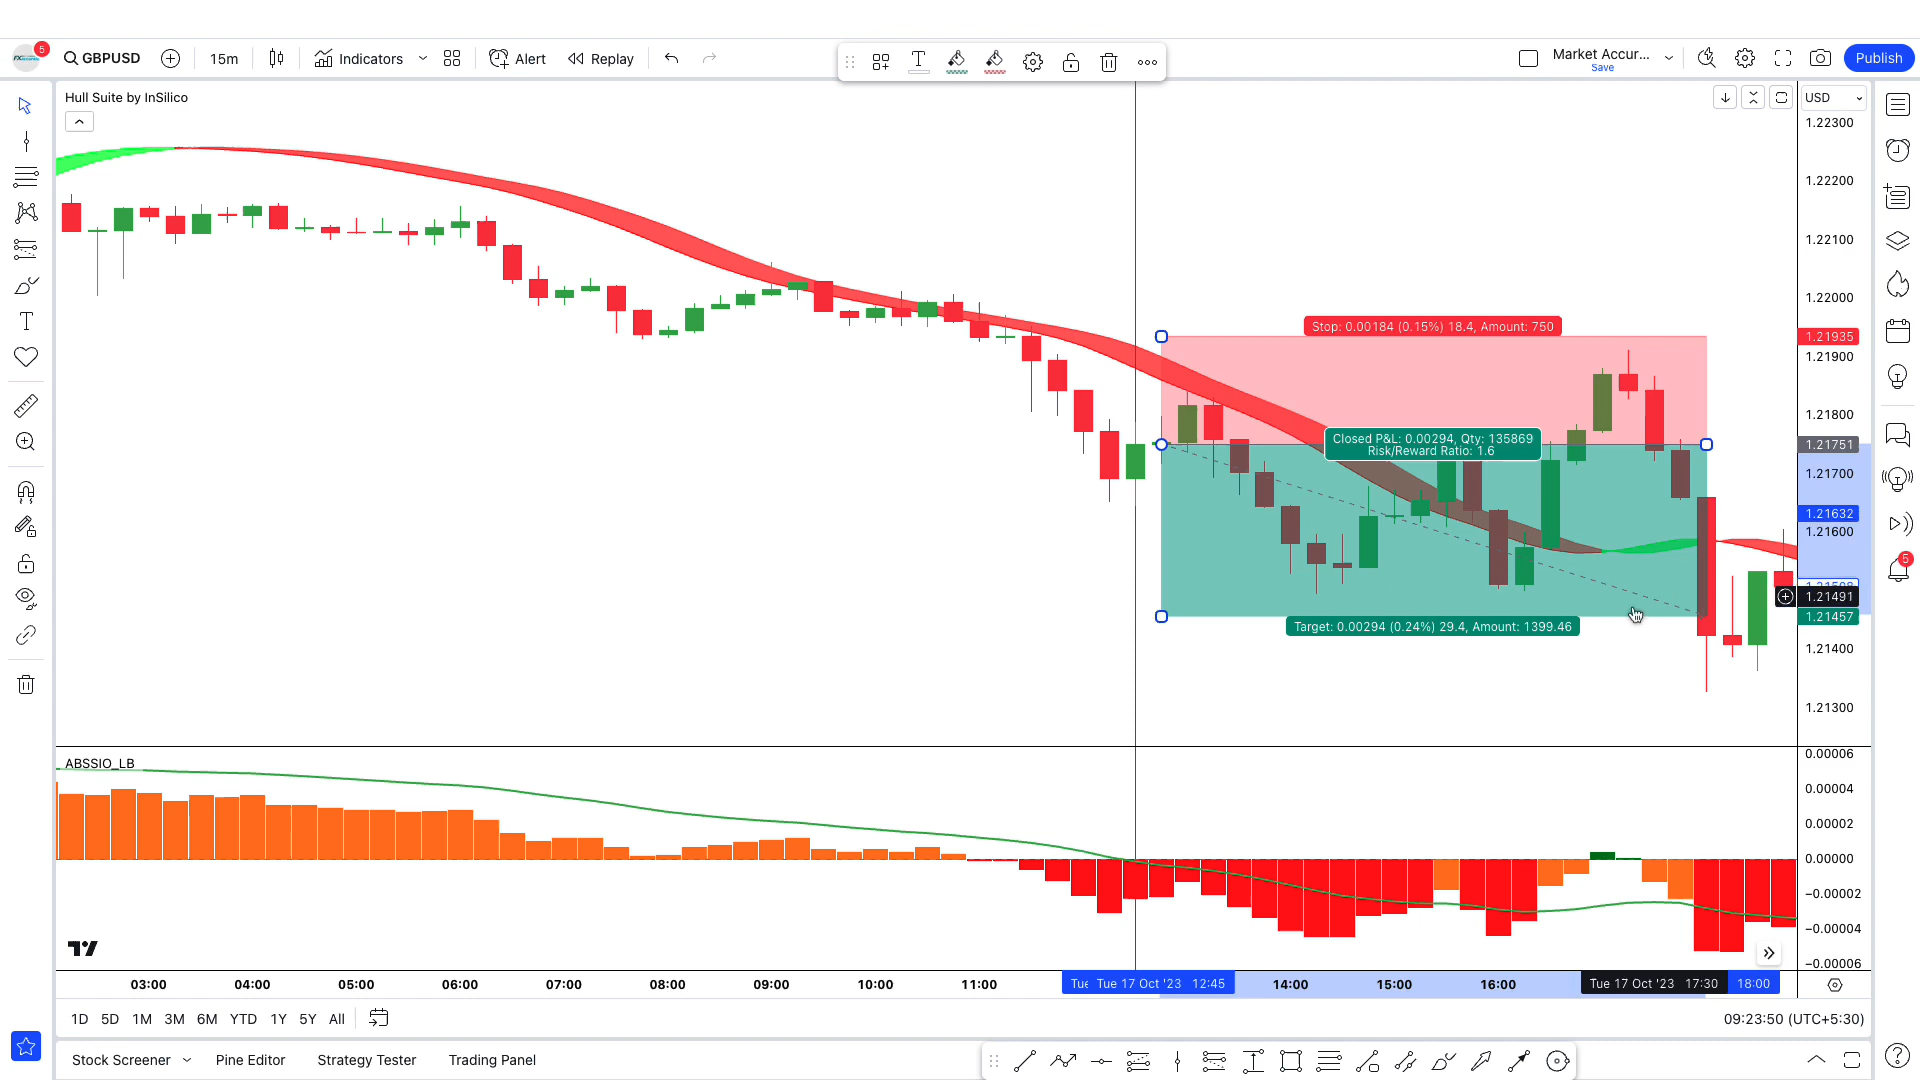 5
GBPUSD
15m
Indicators
Alert
Replay
Market Accur...
Save
Publish
Hull Suite by InSilico
USD
1.22300
1.22200
1.22100
1.22000
1.21935
1.21900
1.21800
1.21751
1.21700
1.21632
1.21600
1.21491
1.21457
1.21400
1.21300
Stop: 0.00184 (0.15%) 18.4, Amount: 750
Closed P&L: 0.00294, Qty: 135869
Risk/Reward Ratio: 1.6
Target: 0.00294 (0.24%) 29.4, Amount: 1399.46
5
ABSSIO_LB
0.00006
0.00004
0.00002
0.00000
−0.00002
−0.00004
−0.00006
03:00 04:00 05:00 06:00 07:00 08:00 09:00 10:00 11:00 Tue Tue 17 Oct '23 12:45 14:00 15:00 16:00 Tue 17 Oct '23 17:30 18:00
1D 5D 1M 3M 6M YTD 1Y 5Y All
09:23:50 (UTC+5:30)
Stock Screener Pine Editor Strategy Tester Trading Panel